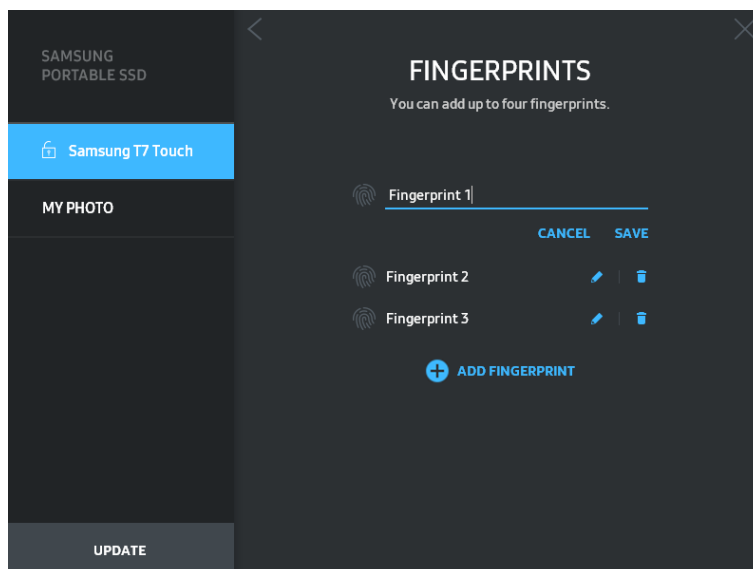 SAMSUNG
PORTABLE SSD
Samsung T7 Touch
MY PHOTO
UPDATE
FINGERPRINTS
You can add up to four fingerprints.
Fingerprint 1
CANCEL SAVE
Fingerprint 2
Fingerprint 3
ADD FINGERPRINT